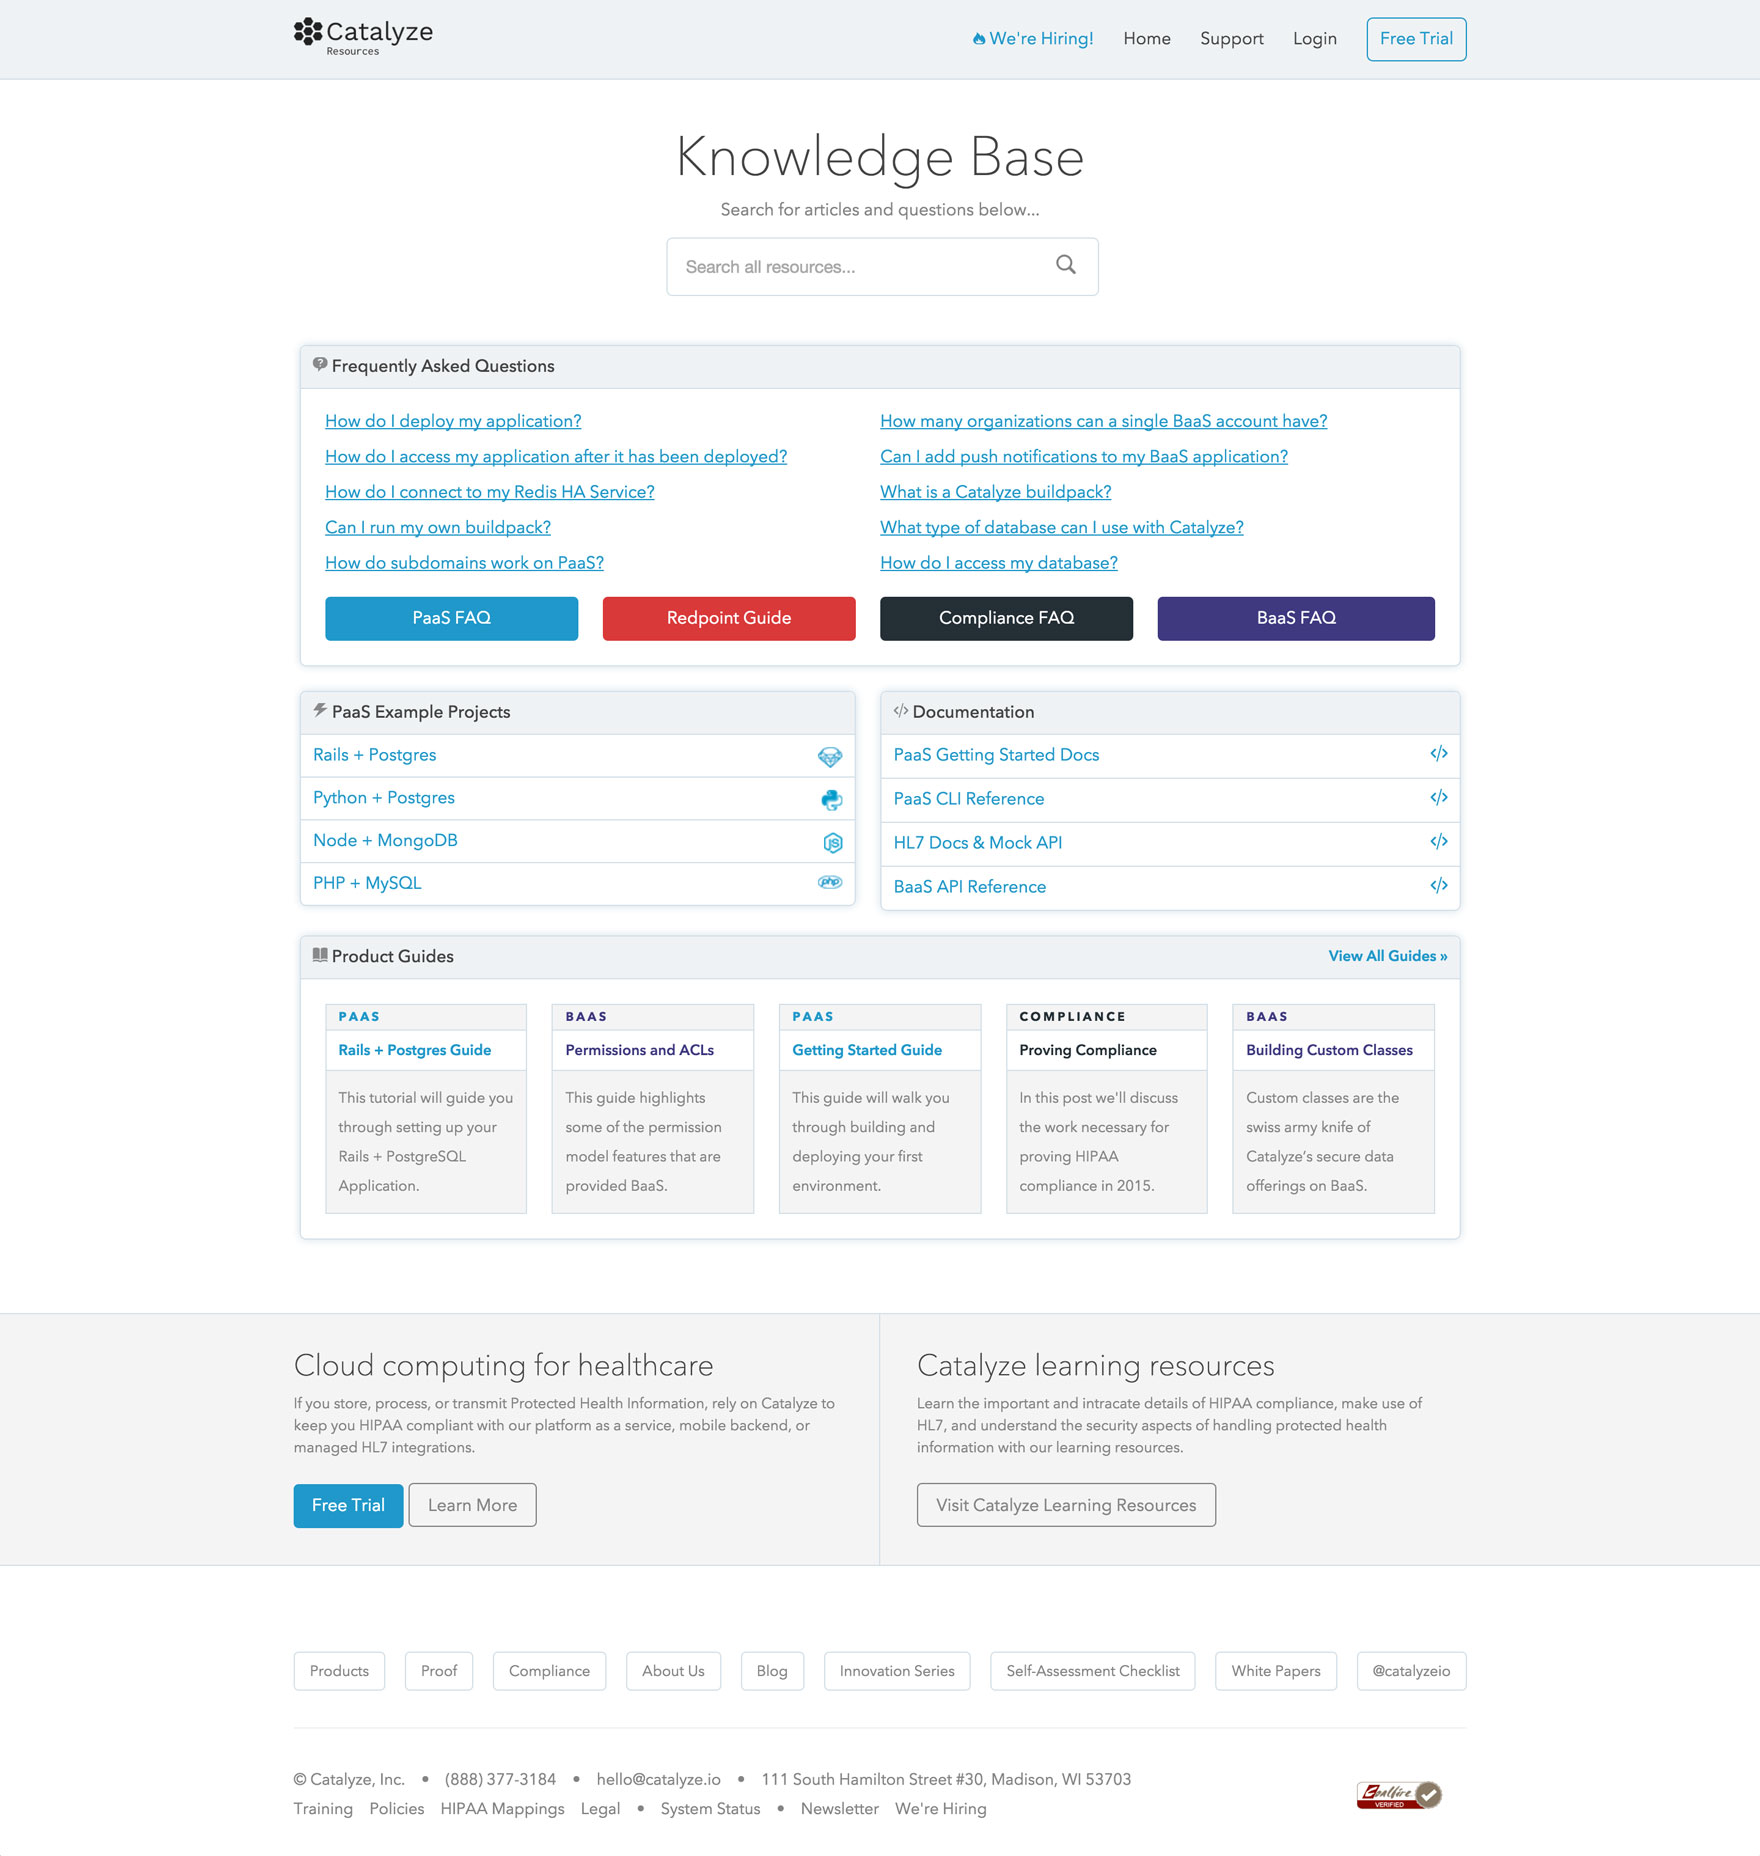 Catalyze
Resources
We're Hiring!
Home
Support
Login
Free Trial
Knowledge Base
Search for articles and questions below...
Search all resources...
Frequently Asked Questions
How do I deploy my application?
How do I access my application after it has been deployed?
How do I connect to my Redis HA Service?
Can I run my own buildpack?
How do subdomains work on PaaS?
How many organizations can a single BaaS account have?
Can I add push notifications to my BaaS application?
What is a Catalyze buildpack?
What type of database can I use with Catalyze?
How do I access my database?
PaaS FAQ
Redpoint Guide
Compliance FAQ
BaaS FAQ
PaaS Example Projects
Rails + Postgres
Python + Postgres
Node + MongoDB
JS
PHP + MySQL
php
</> Documentation
PaaS Getting Started Docs </>
PaaS CLI Reference </>
HL7 Docs & Mock API </>
BaaS API Reference </>
Product Guides
View All Guides »
PAAS
Rails + Postgres Guide
This tutorial will guide you
through setting up your
Rails + PostgreSQL
Application.
BAAS
Permissions and ACLs
This guide highlights
some of the permission
model features that are
provided BaaS.
PAAS
Getting Started Guide
This guide will walk you
through building and
deploying your first
environment.
COMPLIANCE
Proving Compliance
In this post we'll discuss
the work necessary for
proving HIPAA
compliance in 2015.
BAAS
Building Custom Classes
Custom classes are the
swiss army knife of
Catalyze's secure data
offerings on BaaS.
Cloud computing for healthcare
If you store, process, or transmit Protected Health Information, rely on Catalyze to
keep you HIPAA compliant with our platform as a service, mobile backend, or
managed HL7 integrations.
Free Trial
Learn More
Catalyze learning resources
Learn the important and intracate details of HIPAA compliance, make use of
HL7, and understand the security aspects of handling protected health
information with our learning resources.
Visit Catalyze Learning Resources
Products
Proof
Compliance
About Us
Blog
Innovation Series
Self-Assessment Checklist
White Papers
@catalyzeio
© Catalyze, Inc. • (888) 377-3184 • hello@catalyze.io • 111 South Hamilton Street #30, Madison, WI 53703
Training Policies HIPAA Mappings Legal • System Status • Newsletter We're Hiring
Coalfire
VERIFIED